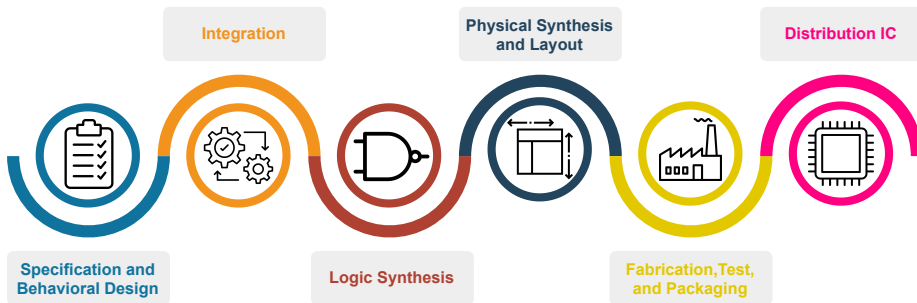 Integration
Physical Synthesis
and Layout
Distribution IC
Specification and
Behavioral Design
Logic Synthesis
Fabrication,Test,
and Packaging